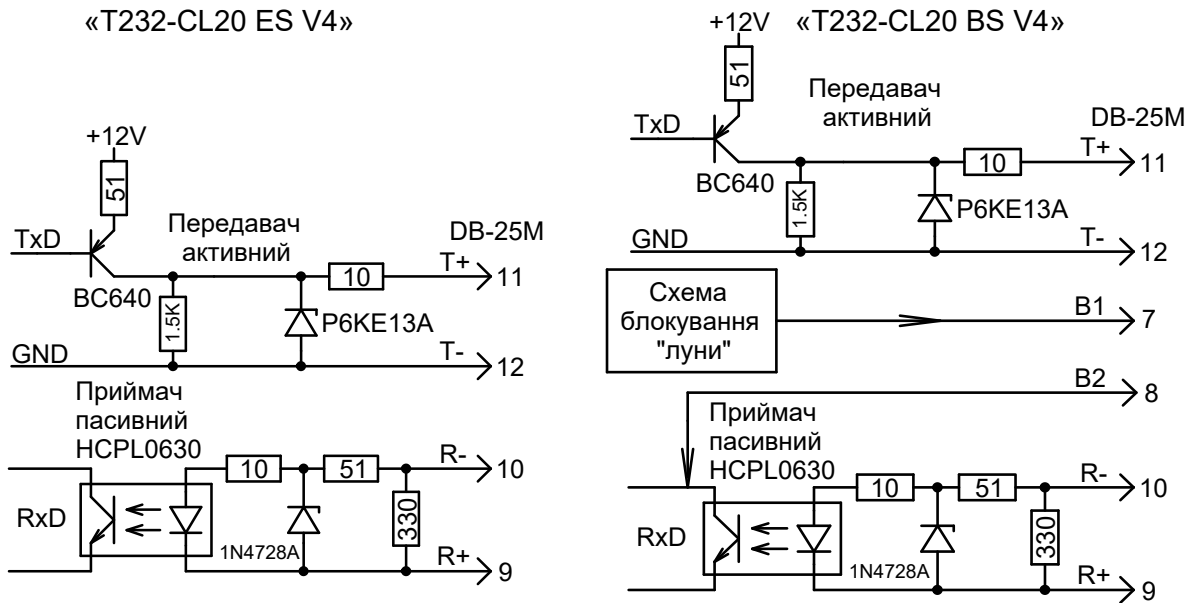 «T232-CL20 ES V4»
+12V
51
TxD
BC640
Передавач
активний
1.5K
P6KE13A
10
DB-25M
T+
11
GND
T-
12
Приймач
пасивний
HCPL0630
RxD
10
51
1N4728A
330
R-
10
R+
9
«T232-CL20 BS V4»
+12V
51
TxD
BC640
Передавач
активний
1.5K
P6KE13A
10
DB-25M
T+
11
GND
T-
12
Схема
блокування
"луни"
B1
7
B2
8
Приймач
пасивний
HCPL0630
RxD
10
51
1N4728A
330
R-
10
R+
9